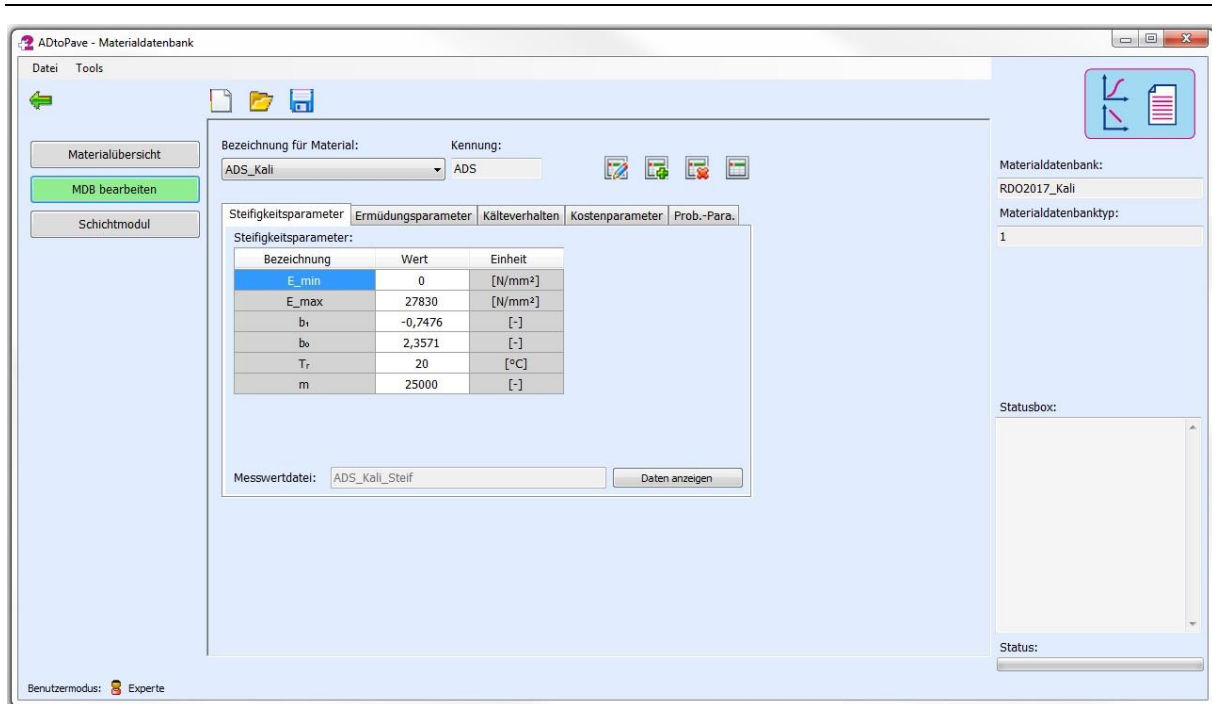 ADtoPave - Materialdatenbank
Datei Tools
Materialübersicht
MDB bearbeiten
Schichtmodul
Bezeichnung für Material: Kennung:
ADS_Kali ADS
Steifigkeitsparameter Ermüdungsparameter Kälteverhalten Kostenparameter Prob.-Para.
Steifigkeitsparameter:
Bezeichnung Wert Einheit
E_min 0 [N/mm²]
E_max 27830 [N/mm²]
b₁ -0,7476 [-]
b₀ 2,3571 [-]
Tᵣ 20 [°C]
m 25000 [-]
Messwertdatei: ADS_Kali_Steif Daten anzeigen
Materialdatenbank:
RDO2017_Kali
Materialdatenbanktyp:
1
Statusbox:
Status:
Benutzermodus: Experte